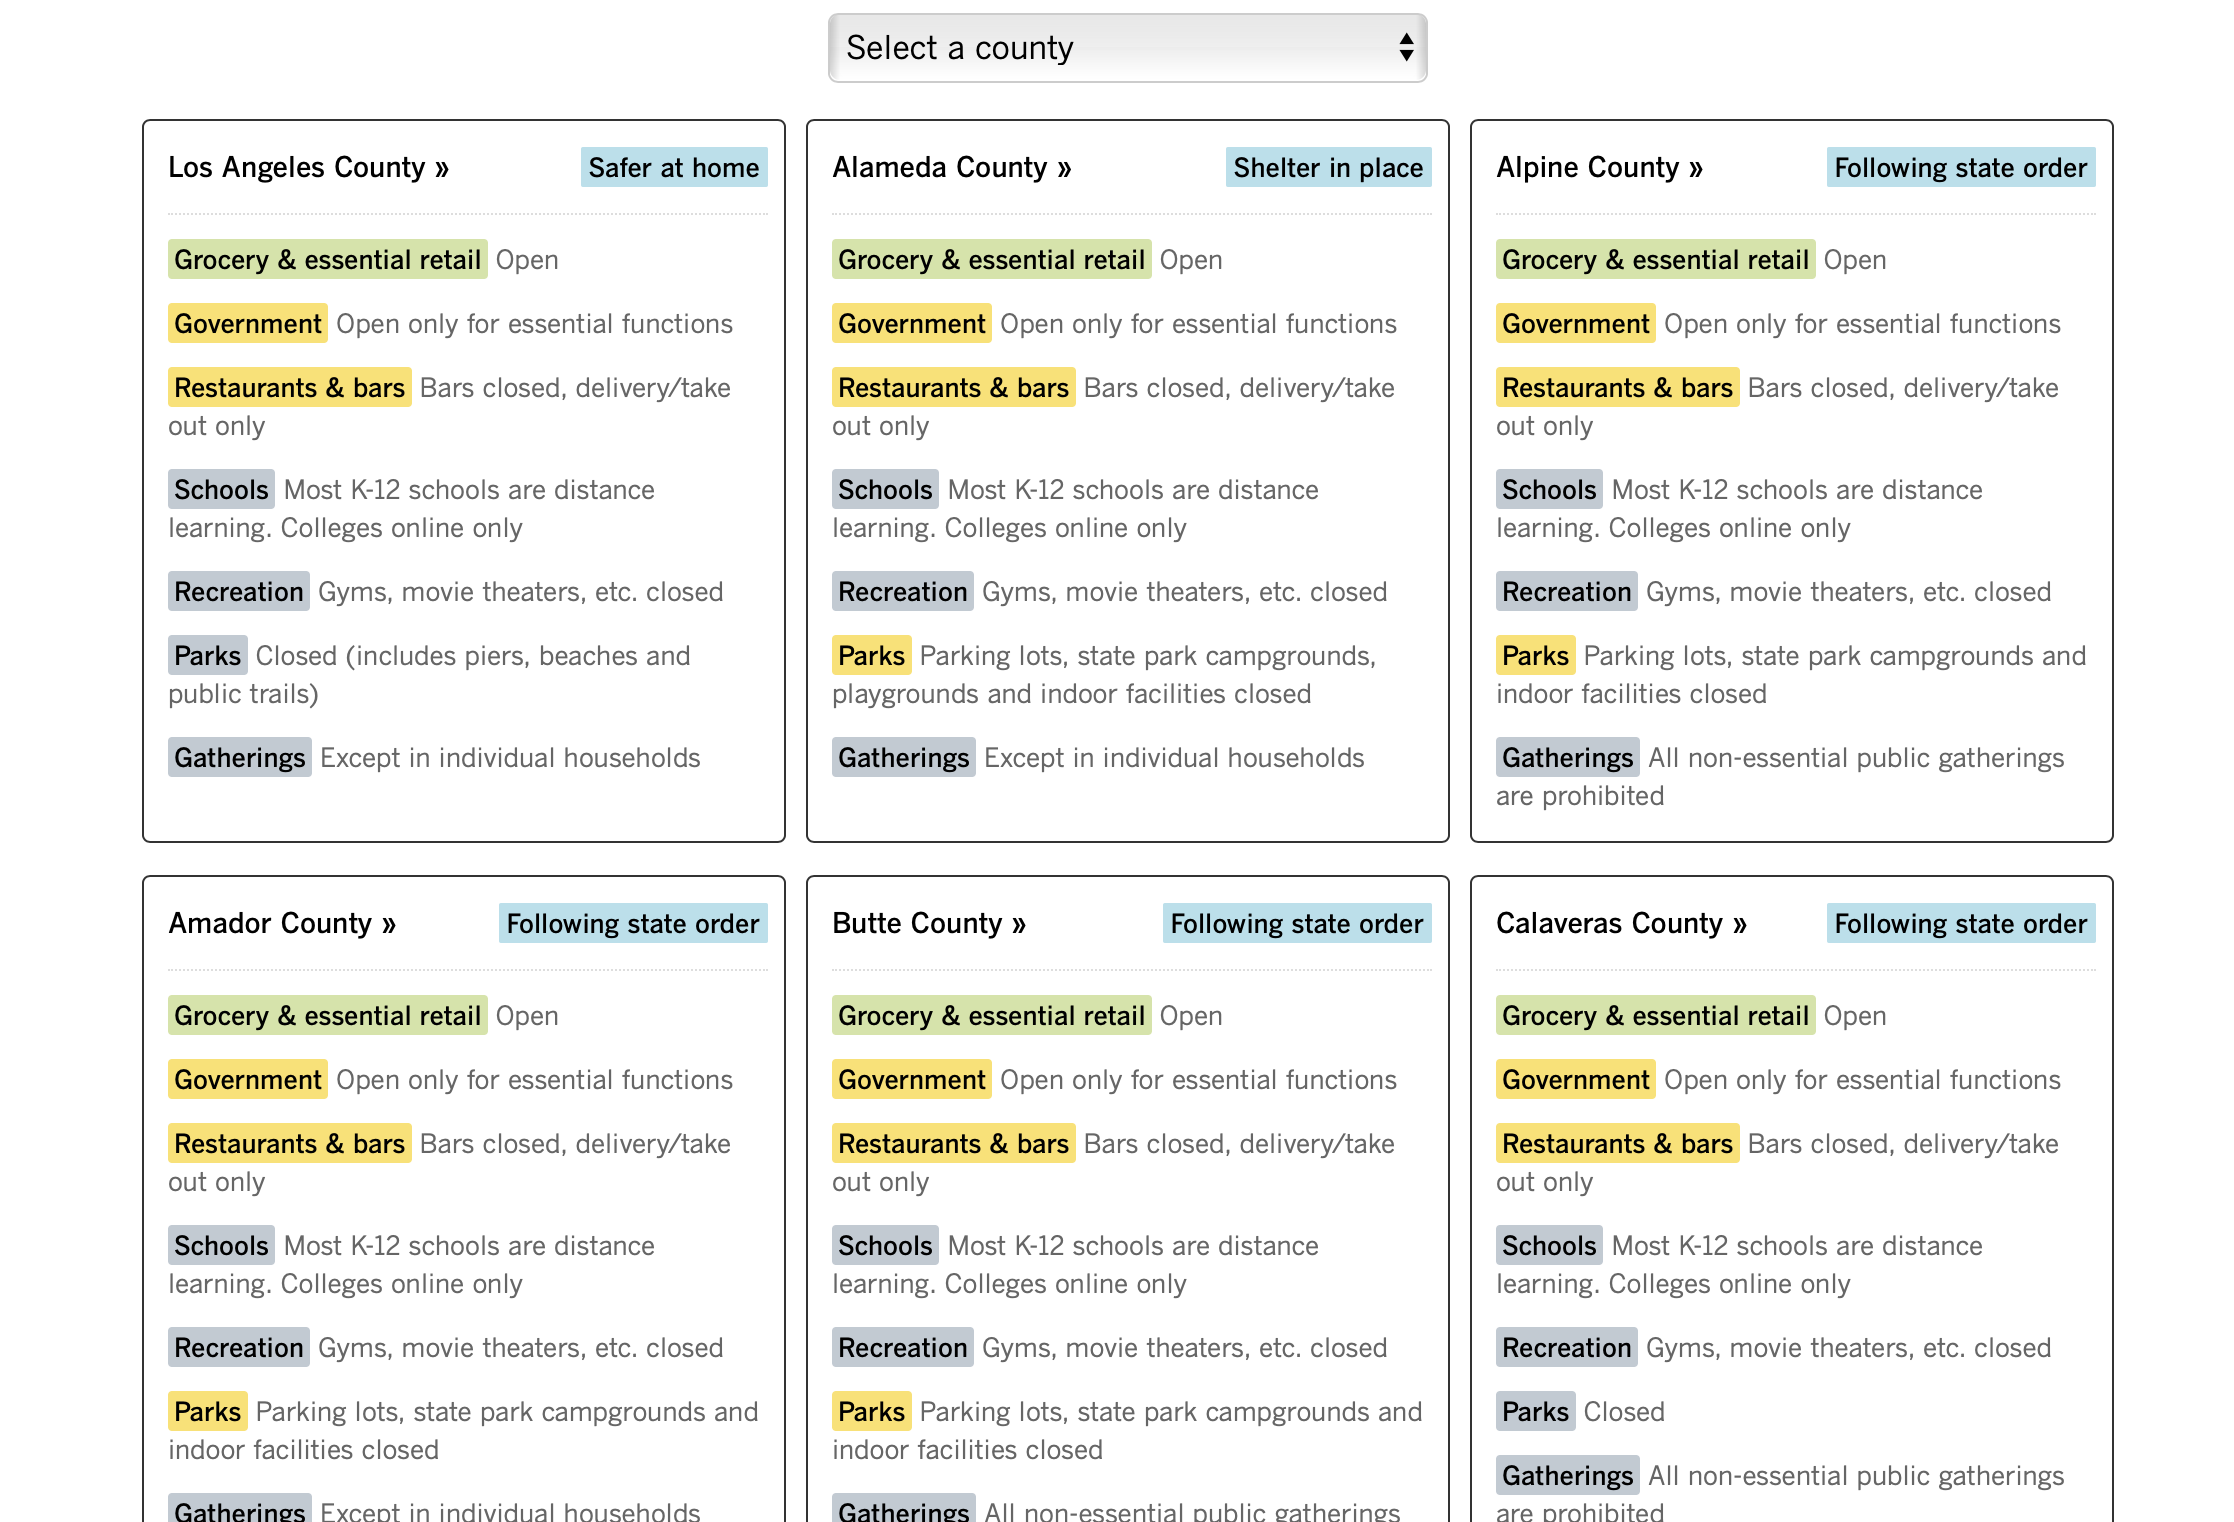 Select a county
Los Angeles County »
Safer at home
Grocery & essential retail Open
Government Open only for essential functions
Restaurants & bars Bars closed, delivery/take
out only
Schools Most K-12 schools are distance
learning. Colleges online only
Recreation Gyms, movie theaters, etc. closed
Parks Closed (includes piers, beaches and
public trails)
Gatherings Except in individual households
Alameda County »
Shelter in place
Grocery & essential retail Open
Government Open only for essential functions
Restaurants & bars Bars closed, delivery/take
out only
Schools Most K-12 schools are distance
learning. Colleges online only
Recreation Gyms, movie theaters, etc. closed
Parks Parking lots, state park campgrounds,
playgrounds and indoor facilities closed
Gatherings Except in individual households
Alpine County »
Following state order
Grocery & essential retail Open
Government Open only for essential functions
Restaurants & bars Bars closed, delivery/take
out only
Schools Most K-12 schools are distance
learning. Colleges online only
Recreation Gyms, movie theaters, etc. closed
Parks Parking lots, state park campgrounds and
indoor facilities closed
Gatherings All non-essential public gatherings
are prohibited
Amador County »
Following state order
Grocery & essential retail Open
Government Open only for essential functions
Restaurants & bars Bars closed, delivery/take
out only
Schools Most K-12 schools are distance
learning. Colleges online only
Recreation Gyms, movie theaters, etc. closed
Parks Parking lots, state park campgrounds and
indoor facilities closed
Gatherings Except in individual households
Butte County »
Following state order
Grocery & essential retail Open
Government Open only for essential functions
Restaurants & bars Bars closed, delivery/take
out only
Schools Most K-12 schools are distance
learning. Colleges online only
Recreation Gyms, movie theaters, etc. closed
Parks Parking lots, state park campgrounds and
indoor facilities closed
Gatherings All non-essential public gatherings
Calaveras County »
Following state order
Grocery & essential retail Open
Government Open only for essential functions
Restaurants & bars Bars closed, delivery/take
out only
Schools Most K-12 schools are distance
learning. Colleges online only
Recreation Gyms, movie theaters, etc. closed
Parks Closed
Gatherings All non-essential public gatherings
are prohibited